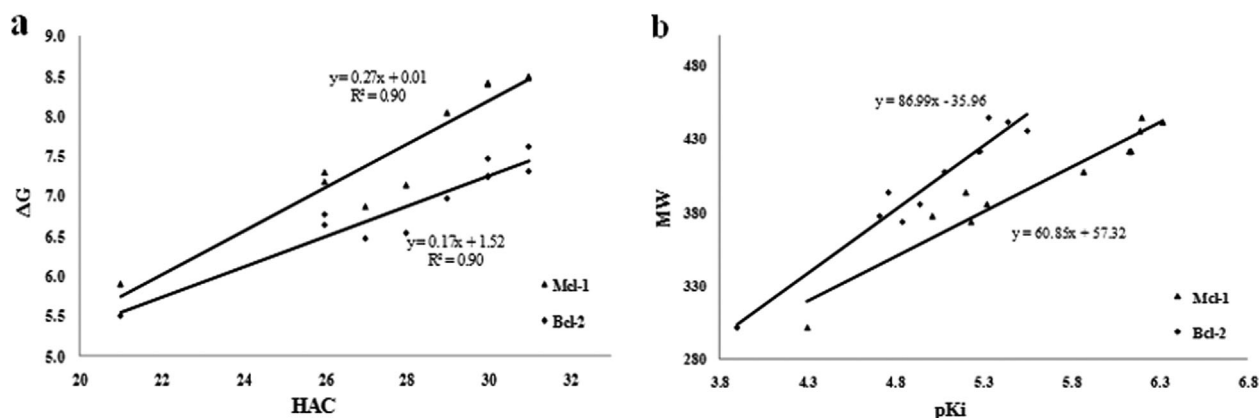 a
9.0
8.5
8.0
7.5
7.0
6.5
6.0
5.5
5.0
ΔG
y = 0.27x + 0.01
R² = 0.90
y = 0.17x + 1.52
R² = 0.90
Mcl-1
Bcl-2
20 22 24 26 28 30 32
HAC
b
480
430
380
330
280
MW
y = 86.99x - 35.96
y = 60.85x + 57.32
Mcl-1
Bcl-2
3.8 4.3 4.8 5.3 5.8 6.3 6.8
pKi